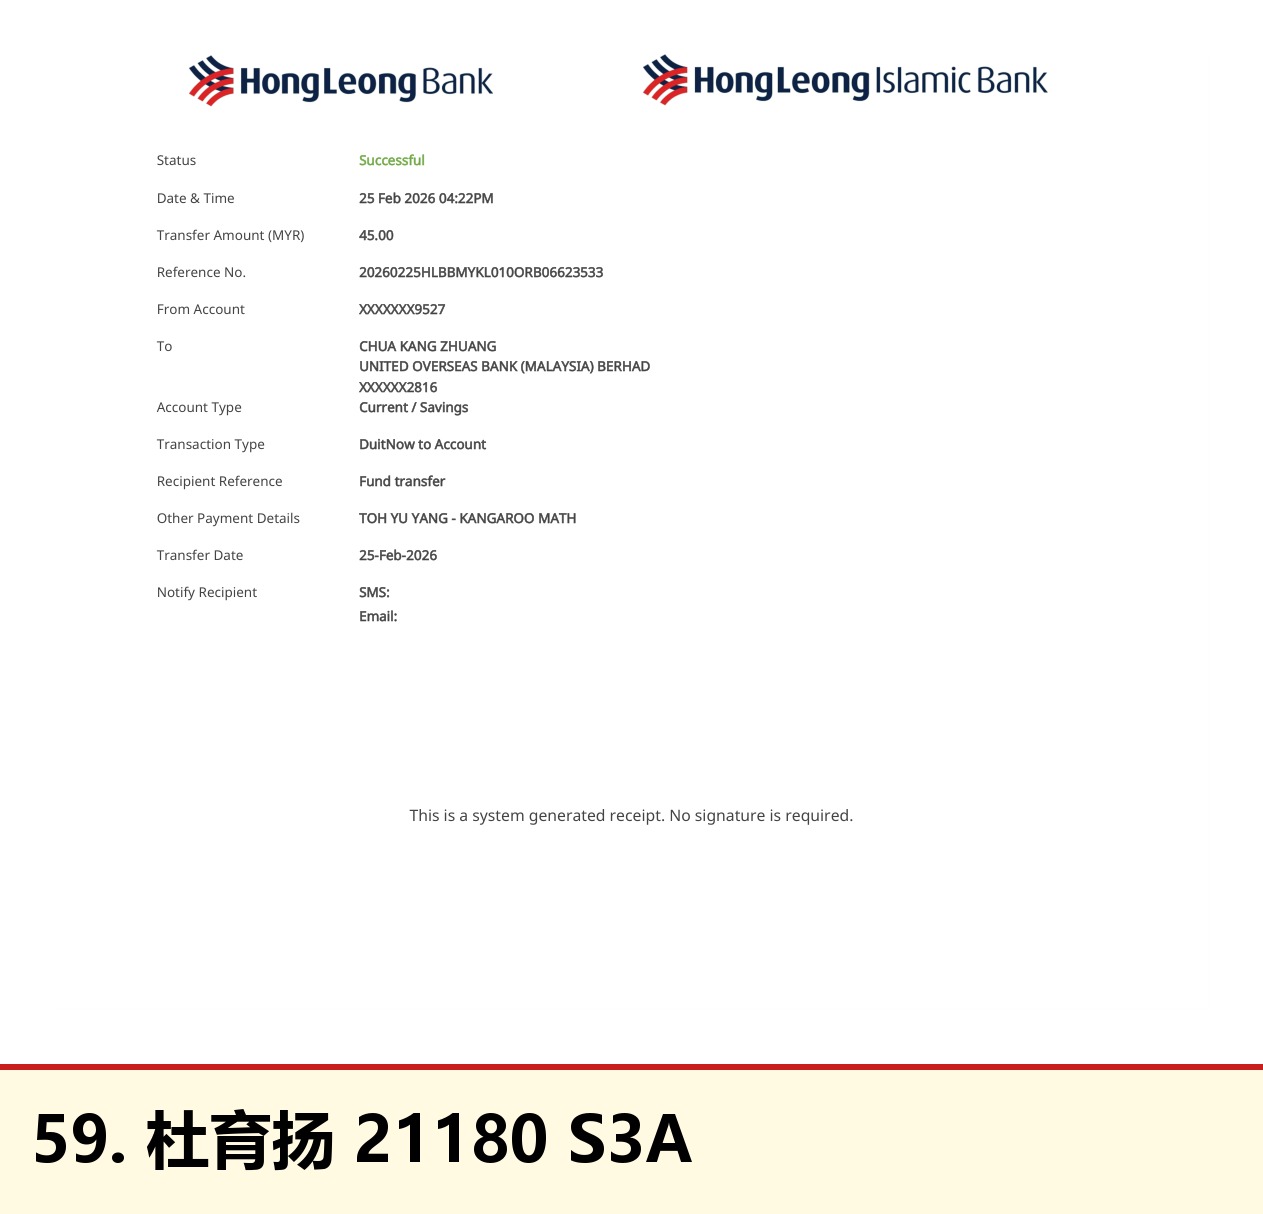 HongLeong Bank
HongLeong Islamic Bank
Status Successful
Date & Time 25 Feb 2026 04:22PM
Transfer Amount (MYR) 45.00
Reference No. 20260225HLBBMYKL010ORB06623533
From Account XXXXXXX9527
To CHUA KANG ZHUANG
UNITED OVERSEAS BANK (MALAYSIA) BERHAD
XXXXXX2816
Account Type Current / Savings
Transaction Type DuitNow to Account
Recipient Reference Fund transfer
Other Payment Details TOH YU YANG - KANGAROO MATH
Transfer Date 25-Feb-2026
Notify Recipient SMS:
Email:
This is a system generated receipt. No signature is required.
59. 杜育扬 21180 S3A